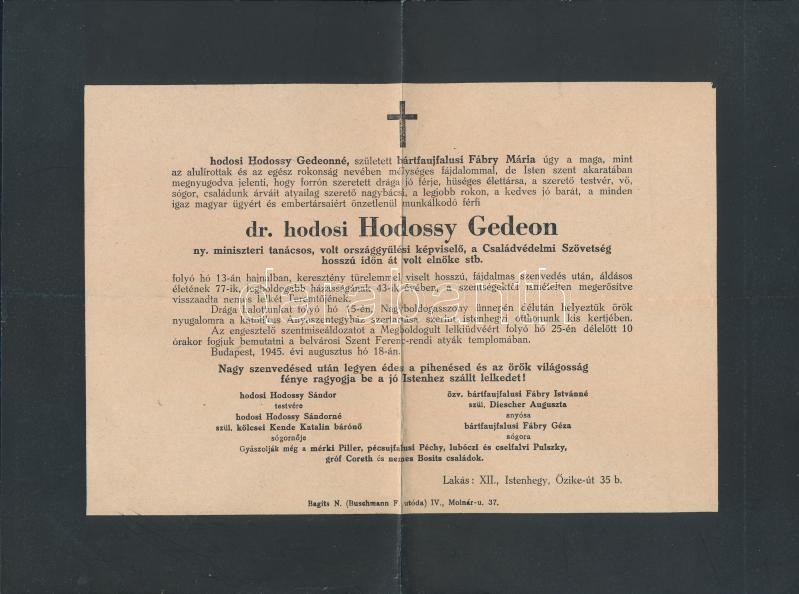 hodosi Hodossy Gedeonné, született bártfaujfalusi Fábry Mária úgy a maga, mint
az alulírottak és az egész rokonság nevében mélységes fájdalommal, de Isten szent akaratában
megnyugodva jelenti, hogy forrón szeretett drága jó férje, hűséges élettársa, a szerető testvér, vő,
sógor, családunk árváit atyailag szerető nagybácsi, a legjobb rokon, a kedves jó barát, a minden
igaz magyar ügyért és embertársaiért önzetlenül munkálkodó férfi
dr. hodosi Hodossy Gedeon
ny. miniszteri tanácsos, volt országgyűlési képviselő, a Családvédelmi Szövetség
hosszú időn át volt elnöke stb.
folyó hó 13-án hajnalban, keresztény türelemmel viselt hosszú, fájdalmas szenvedés után, áldásos
életének 77-ik, legboldogabb házasságának 43-ik évében, a szentségektől ismételten megerősítve
visszaadta nemes lelkét Teremtőjének.
Drága halottunkat folyó hó 15-én, Nagyboldogasszony ünnepén délután helyeztük örök
nyugalomra a katolikus Anyaszentegyház szertartása szerint istenhegyi otthonunk kis kertjében.
Az engesztelő szentmiseáldozatot a Megboldogult lelkiüdvéért folyó hó 25-én délelőtt 10
órakor fogjuk bemutatni a belvárosi Szent Ferenc-rendi atyák templomában.
Budapest, 1945. évi augusztus hó 18-án.
Nagy szenvedésed után legyen édes a pihenésed és az örök világosság
fénye ragyogja be a jó Istenhez szállt lelkedet!
hodosi Hodossy Sándor
testvére
hodosi Hodossy Sándorné
szül. kölcsei Kende Katalin bárónő
sógornője
özv. bártfaujfalusi Fábry Istvánné
szül. Diescher Auguszta
anyósa
bártfaujfalusi Fábry Géza
sógora
Gyászolják még a mérki Piller, pécsujfalusi Péchy, lubóczi és cselfalvi Pulszky,
gróf Coreth és nemes Bosits családok.
Lakás: XII., Istenhegy, Őzike-út 35 b.
Bagits N. (Buschmann F. utóda) IV., Molnár-u. 37.
darabanth